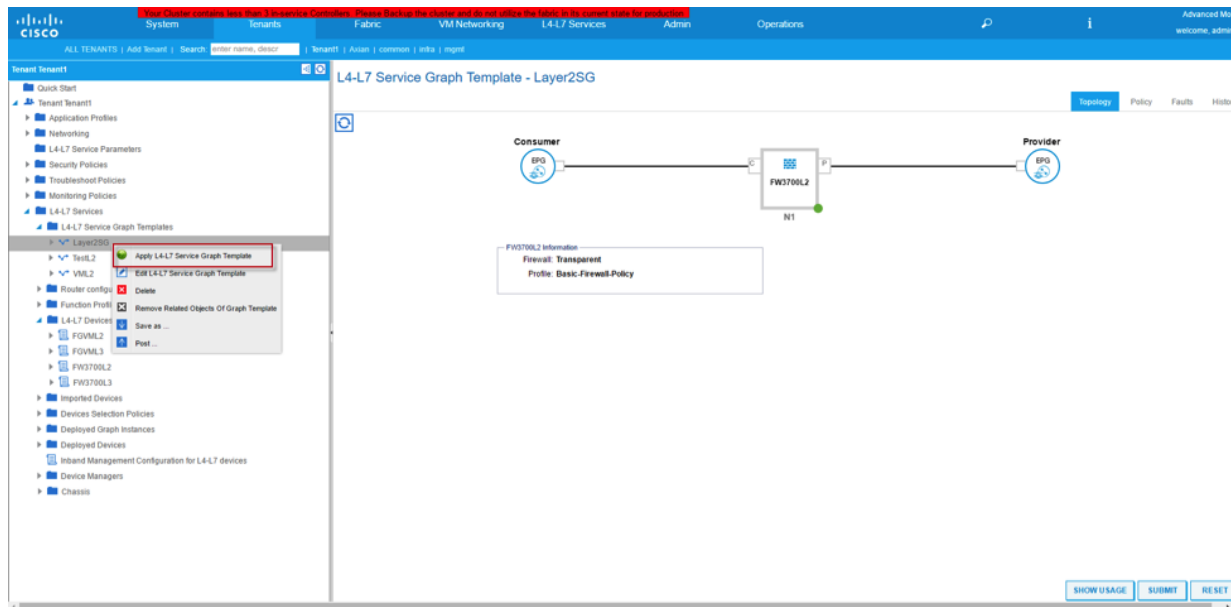 Your Cluster contains less than 3 in-service Controllers. Please Backup the cluster and do not utilize the fabric in its current state for production.
CISCO
System
Tenants
Fabric
VM Networking
L4-L7 Services
Admin
Operations
i
Advanced Mo
welcome, admi
ALL TENANTS | Add Tenant | Search: enter name, descr | Tenant1 | Asian | common | infra | mgmt
Tenant Tenant1
Quick Start
Tenant Tenant1
Application Profiles
Networking
L4-L7 Service Parameters
Security Policies
Troubleshoot Policies
Monitoring Policies
L4-L7 Services
L4-L7 Service Graph Templates
Layer2SG
TestL2
VML2
Router configu
Function Profil
L4-L7 Devices
FGVML2
FGVML3
FW3700L2
FW3700L3
Imported Devices
Devices Selection Policies
Deployed Graph Instances
Deployed Devices
Inband Management Configuration for L4-L7 devices
Device Managers
Chassis
Apply L4-L7 Service Graph Template
Edit L4-L7 Service Graph Template
Delete
Remove Related Objects Of Graph Template
Save as ...
Post ...
L4-L7 Service Graph Template - Layer2SG
Topology
Policy
Faults
Histo
Consumer
EPG
C
P
FW3700L2
N1
Provider
EPG
FW3700L2 Information
Firewall: Transparent
Profile: Basic-Firewall-Policy
SHOW USAGE
SUBMIT
RESET